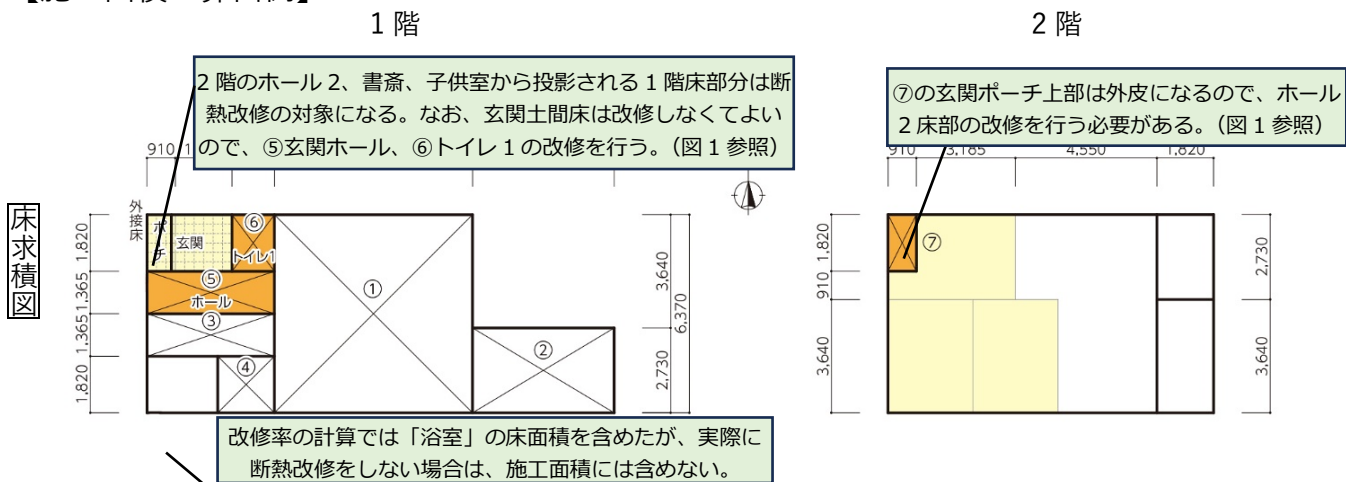 1階
2階
2階のホール2、書斎、子供室から投影される1階床部分は断
熱改修の対象になる。なお、玄関土間床は改修しなくてよい
ので、⑤玄関ホール、⑥トイレ1の改修を行う。（図1参照）
⑦の玄関ポーチ上部は外皮になるので、ホール
2床部の改修を行う必要がある。（図1参照）
910
910
3,185
4,550
1,820
床求積図
外接床
ポーチ
玄関
⑥
トイレ1
⑤
ホール
③
④
①
②
1,820
1,365
1,365
1,820
3,640
6,370
2,730
⑦
1,820
910
3,640
2,730
3,640
改修率の計算では「浴室」の床面積を含めたが、実際に
断熱改修をしない場合は、施工面積には含めない。